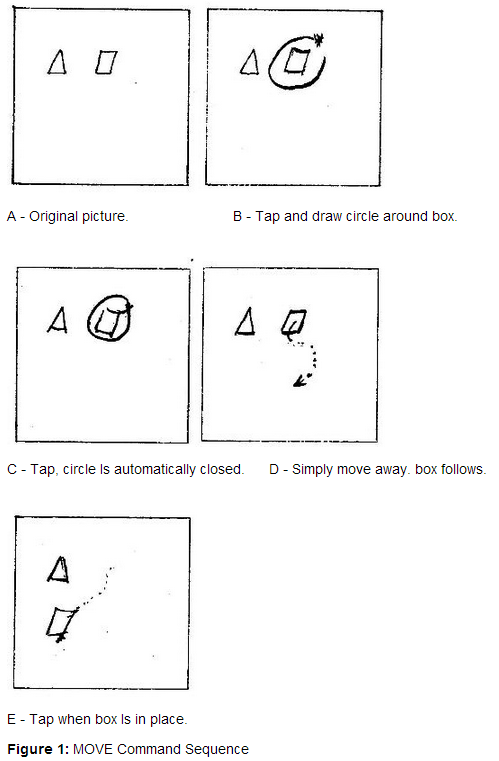 A - Original picture.
B - Tap and draw circle around box.
C - Tap, circle Is automatically closed.
D - Simply move away. box follows.
E - Tap when box Is in place.
Figure 1: MOVE Command Sequence